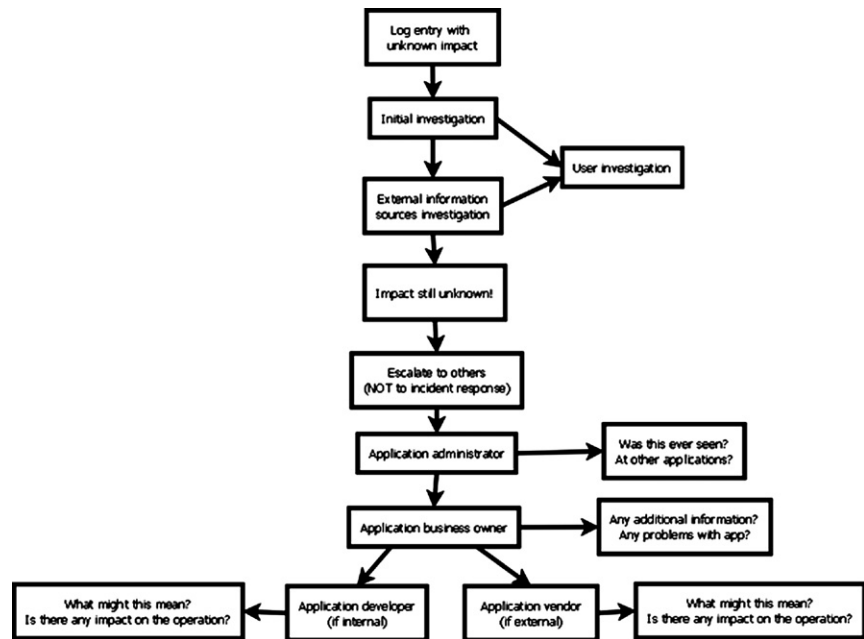 Log entry with
unknown impact
Initial investigation
User investigation
External information
sources investigation
Impact still unknown!
Escalate to others
(NOT to incident response)
Application administrator
Was this ever seen?
At other applications?
Application business owner
Any additional information?
Any problems with app?
What might this mean?
Is there any impact on the operation?
Application developer
(if internal)
Application vendor
(if external)
What might this mean?
Is there any impact on the operation?